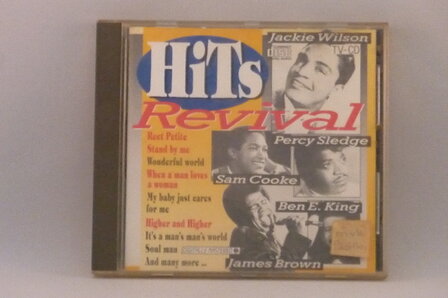 HiTs
Revival
Jackie Wilson
TV-CD
Percy Sledge
Sam Cooke
Ben E. King
James Brown
Reet Petite
Stand by me
Wonderful world
When a man loves
a woman
My baby just cares
for me
Higher and Higher
It's a man's man's world
Soul man
And many more ...